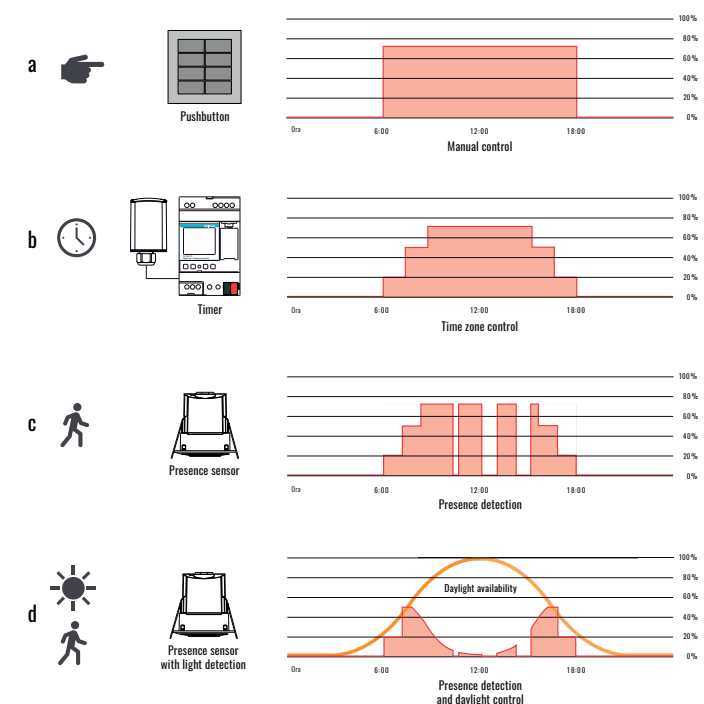 a
Pushbutton
100%
80%
60%
40%
20%
0%
Ora
6:00
12:00
18:00
Manual control
b
Timer
100%
80%
60%
40%
20%
0%
Ora
6:00
12:00
18:00
Time zone control
c
Presence sensor
100%
80%
60%
40%
20%
0%
Ora
6:00
12:00
18:00
Presence detection
d
Presence sensor
with light detection
Daylight availability
100%
80%
60%
40%
20%
0%
Ora
6:00
12:00
18:00
Presence detection
and daylight control